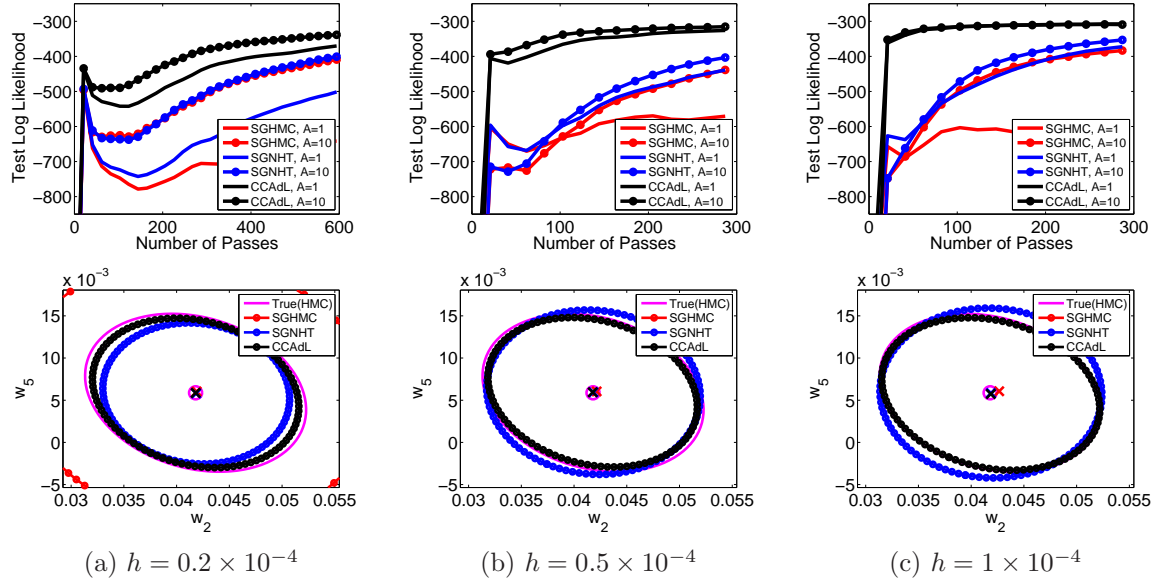 Test Log Likelihood
−300
−400
−500
−600
−700
−800
0
200
400
600
Number of Passes
SGHMC, A=1
SGHMC, A=10
SGNHT, A=1
SGNHT, A=10
CCAdL, A=1
CCAdL, A=10
Test Log Likelihood
−300
−400
−500
−600
−700
−800
0
100
200
300
Number of Passes
SGHMC, A=1
SGHMC, A=10
SGNHT, A=1
SGNHT, A=10
CCAdL, A=1
CCAdL, A=10
Test Log Likelihood
−300
−400
−500
−600
−700
−800
0
100
200
300
Number of Passes
SGHMC, A=1
SGHMC, A=10
SGNHT, A=1
SGNHT, A=10
CCAdL, A=1
CCAdL, A=10
x 10⁻³
w₅
15
10
5
0
−5
0.03
0.035
0.04
0.045
0.05
0.055
w₂
True(HMC)
SGHMC
SGNHT
CCAdL
x 10⁻³
w₅
15
10
5
0
−5
0.03
0.035
0.04
0.045
0.05
0.055
w₂
True(HMC)
SGHMC
SGNHT
CCAdL
x 10⁻³
w₅
15
10
5
0
−5
0.03
0.035
0.04
0.045
0.05
0.055
w₂
True(HMC)
SGHMC
SGNHT
CCAdL
(a) h = 0.2 × 10⁻⁴
(b) h = 0.5 × 10⁻⁴
(c) h = 1 × 10⁻⁴